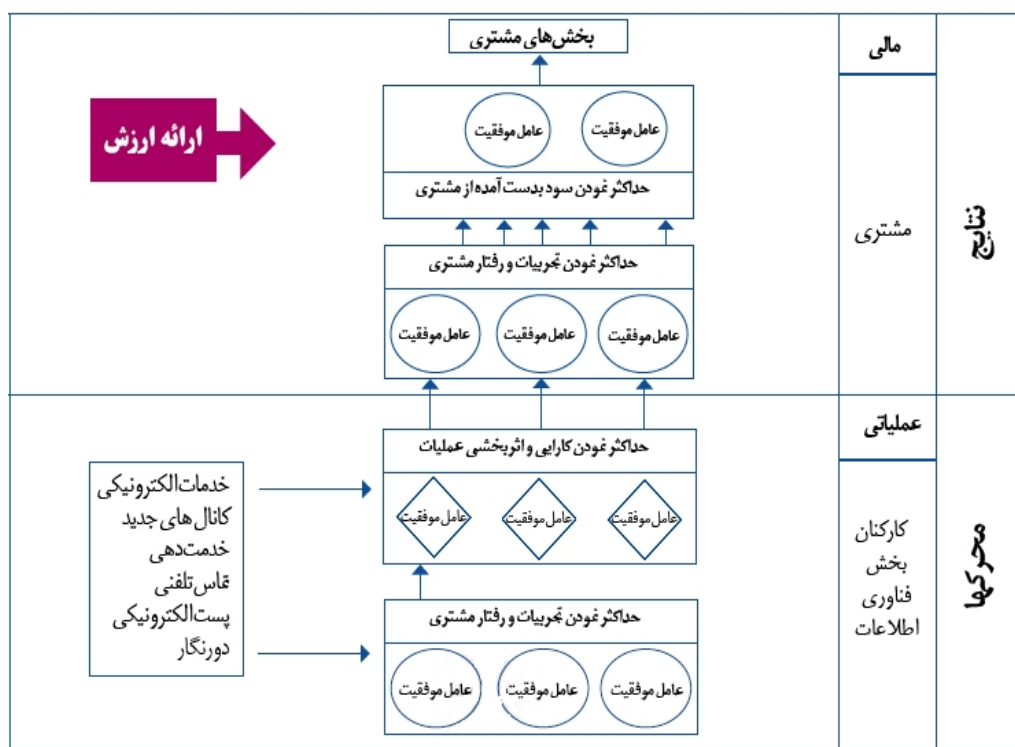 مالی
بخش‌های مشتری
ارائه ارزش
عامل موفقیت
عامل موفقیت
حداکثر نمودن سود بدست آمده از مشتری
نتایج
مشتری
حداکثر نمودن تجربیات و رفتار مشتری
عامل موفقیت
عامل موفقیت
عامل موفقیت
عملیاتی
حداکثر نمودن کارایی و اثربخشی عملیات
عامل موفقیت
عامل موفقیت
عامل موفقیت
خدمات الکترونیکی
کانال های جدید
خدمت‌دهی
تماس تلفنی
پست الکترونیکی
دورنگار
محرکها
کارکنان
بخش
فناوری
اطلاعات
حداکثر نمودن تجربیات و رفتار مشتری
عامل موفقیت
عامل موفقیت
عامل موفقیت